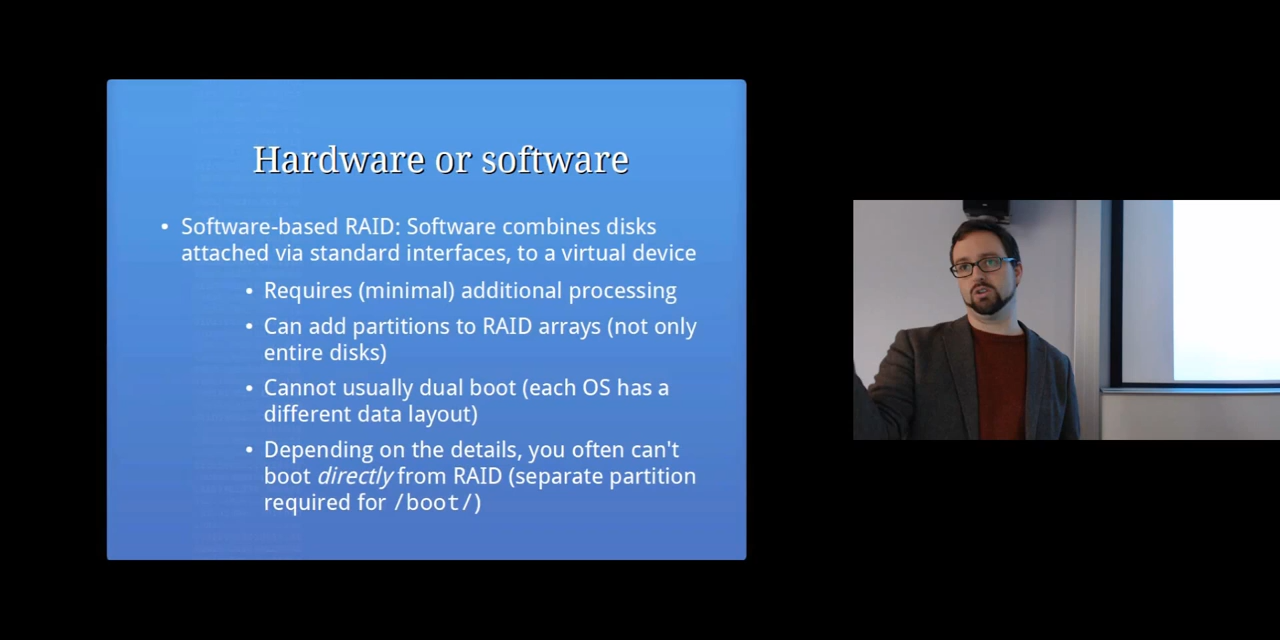 Hardware or software
• Software-based RAID: Software combines disks
attached via standard interfaces, to a virtual device
• Requires (minimal) additional processing
• Can add partitions to RAID arrays (not only
entire disks)
• Cannot usually dual boot (each OS has a
different data layout)
• Depending on the details, you often can't
boot directly from RAID (separate partition
required for /boot/)